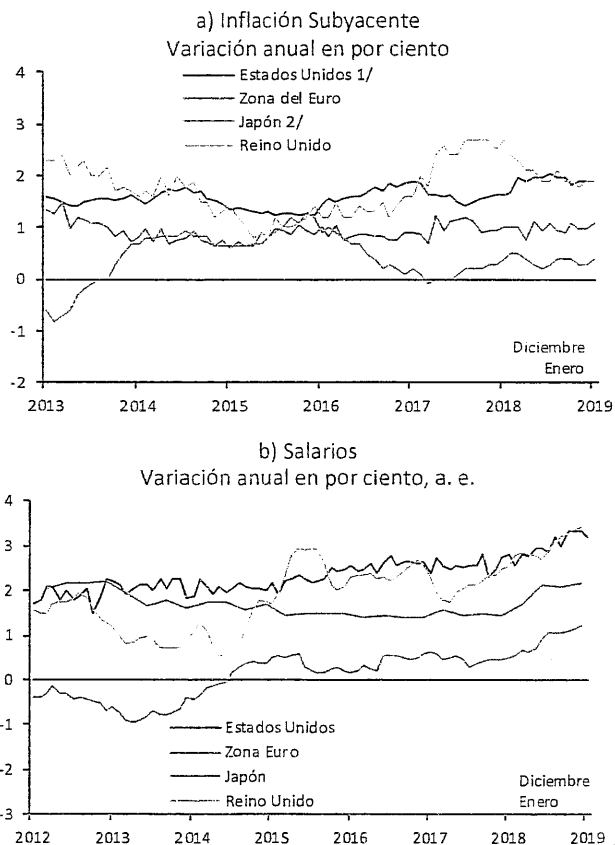 a) Inflación Subyacente
Variación anual en por ciento
Estados Unidos 1/
Zona del Euro
Japón 2/
Reino Unido
4
3
2
1
0
-1
-2
Diciembre
Enero
2013 2014 2015 2016 2017 2018 2019
b) Salarios
Variación anual en por ciento, a. e.
4
3
2
1
0
-1
-2
-3
Estados Unidos
Zona Euro
Japón
Reino Unido
Diciembre
Enero
2012 2013 2014 2015 2016 2017 2018 2019